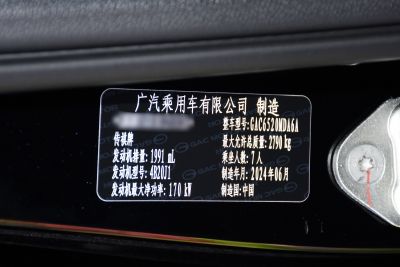 广汽乘用车有限公司 制造
整车型号:GAC6520MDA6A
传祺牌 最大允许总质量:2790 kg
发动机排量:1991 mL 乘坐人数:7人
发动机型号:4B20J1 制造年月:2024年06月
发动机最大净功率:170 kW 制造国:中国